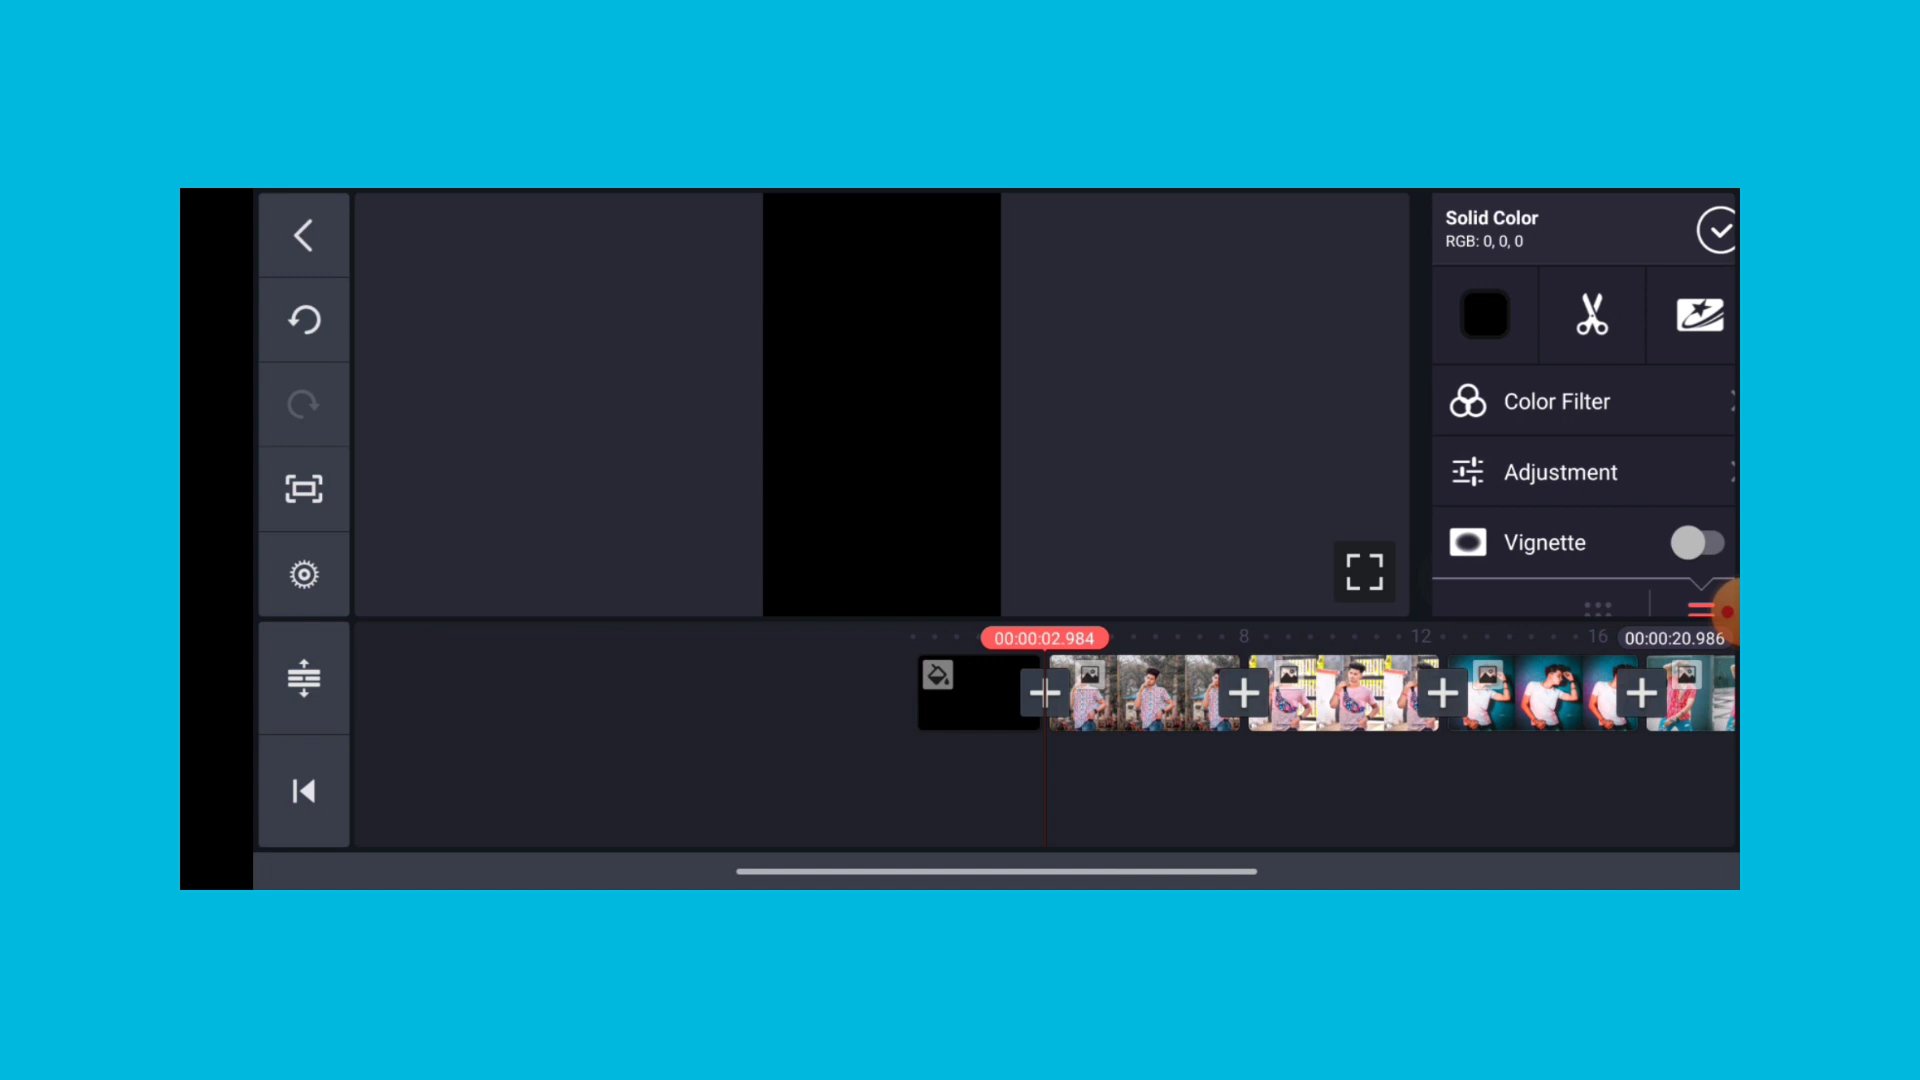 Solid Color
RGB: 0, 0, 0
Color Filter
Adjustment
Vignette
00:00:02.984
8
12
16
00:00:20.986